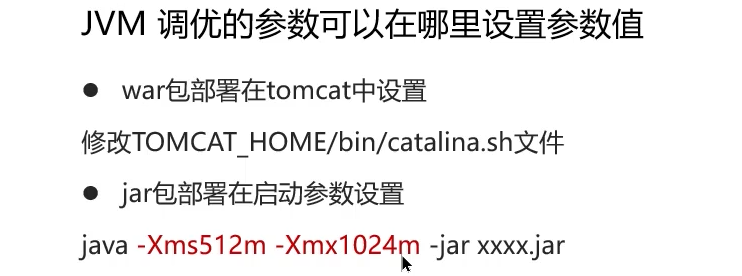 JVM 调优的参数可以在哪里设置参数值
● war包部署在tomcat中设置
修改TOMCAT_HOME/bin/catalina.sh文件
● jar包部署在启动参数设置
java -Xms512m -Xmx1024m -jar xxxx.jar